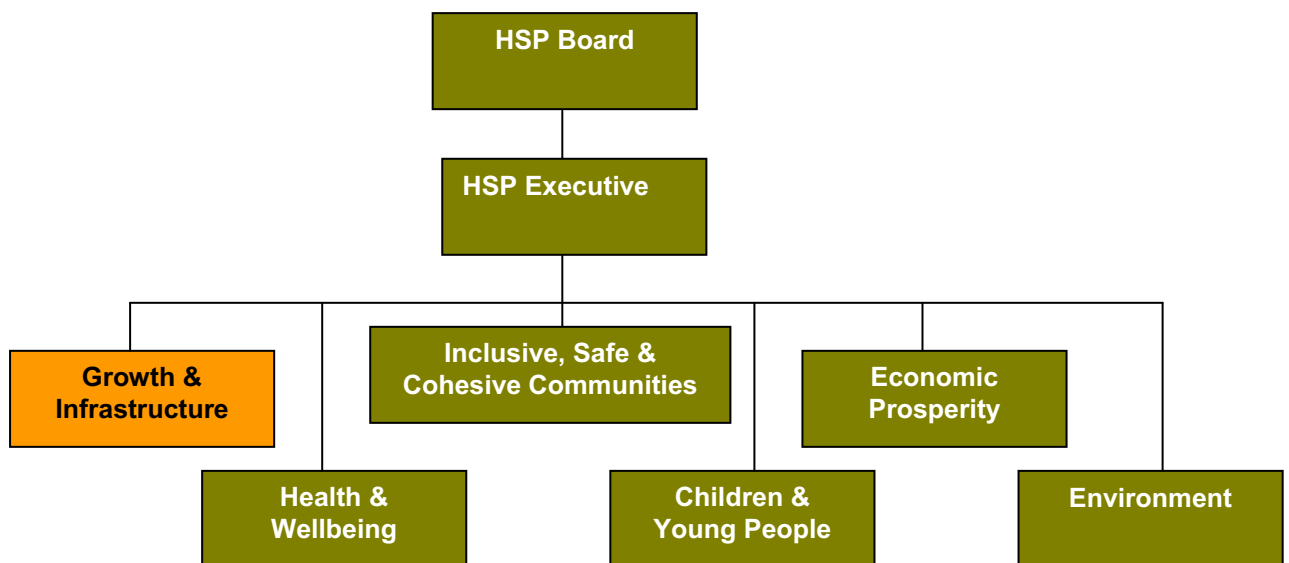 HSP Board
HSP Executive
Growth &
Infrastructure
Inclusive, Safe &
Cohesive Communities
Economic
Prosperity
Health &
Wellbeing
Children &
Young People
Environment